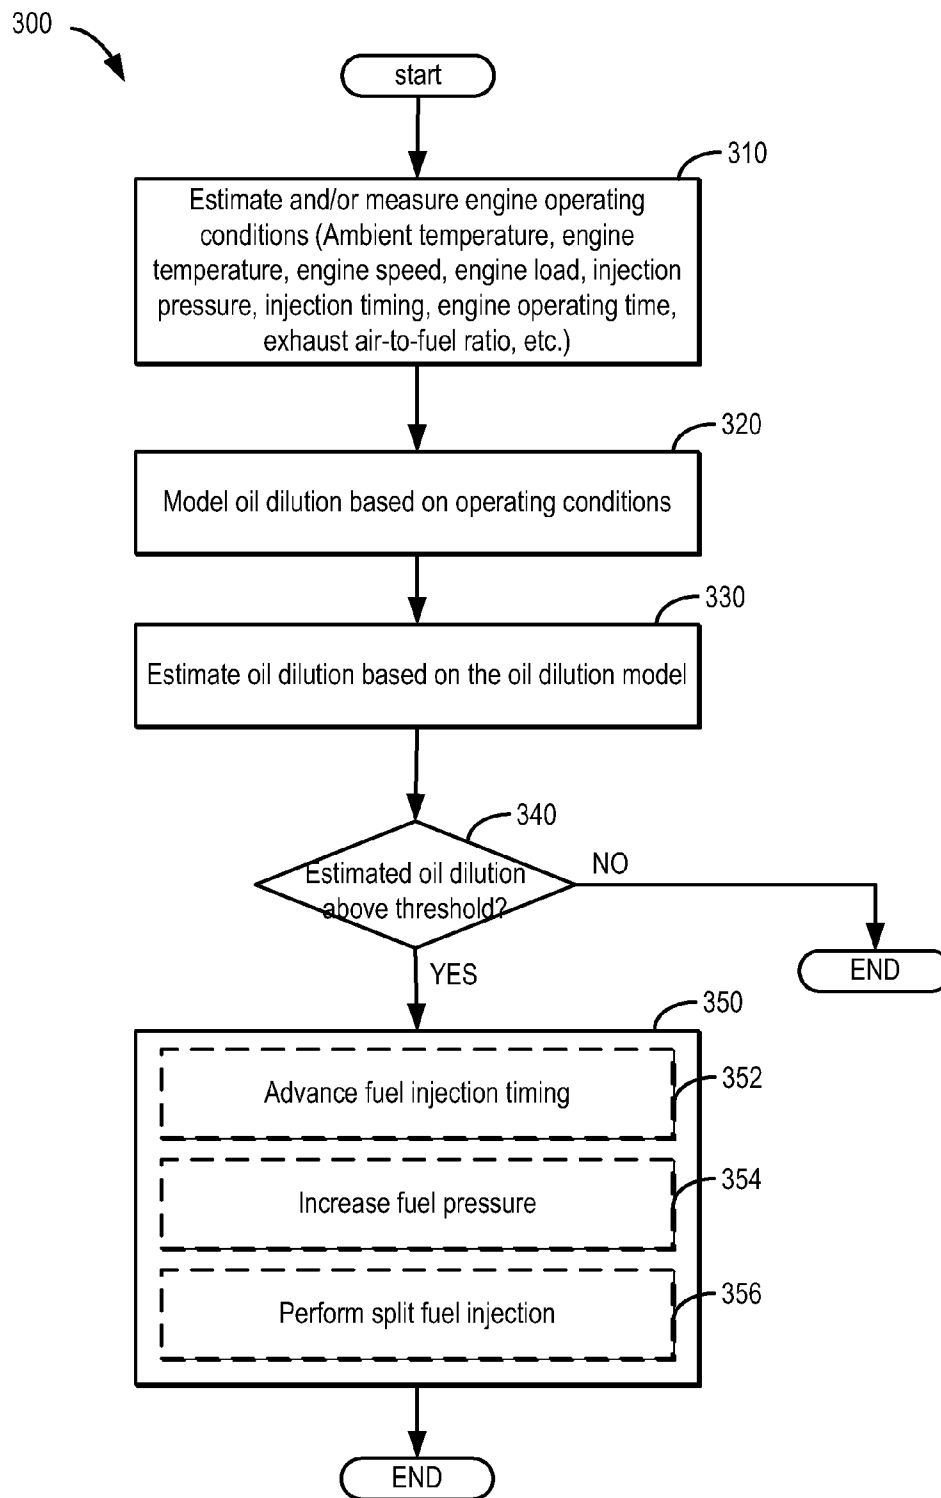 300
start
310
Estimate and/or measure engine operating
conditions (Ambient temperature, engine
temperature, engine speed, engine load, injection
pressure, injection timing, engine operating time,
exhaust air-to-fuel ratio, etc.)
320
Model oil dilution based on operating conditions
330
Estimate oil dilution based on the oil dilution model
340
Estimated oil dilution
above threshold?
NO
END
YES
350
Advance fuel injection timing
352
Increase fuel pressure
354
Perform split fuel injection
356
END